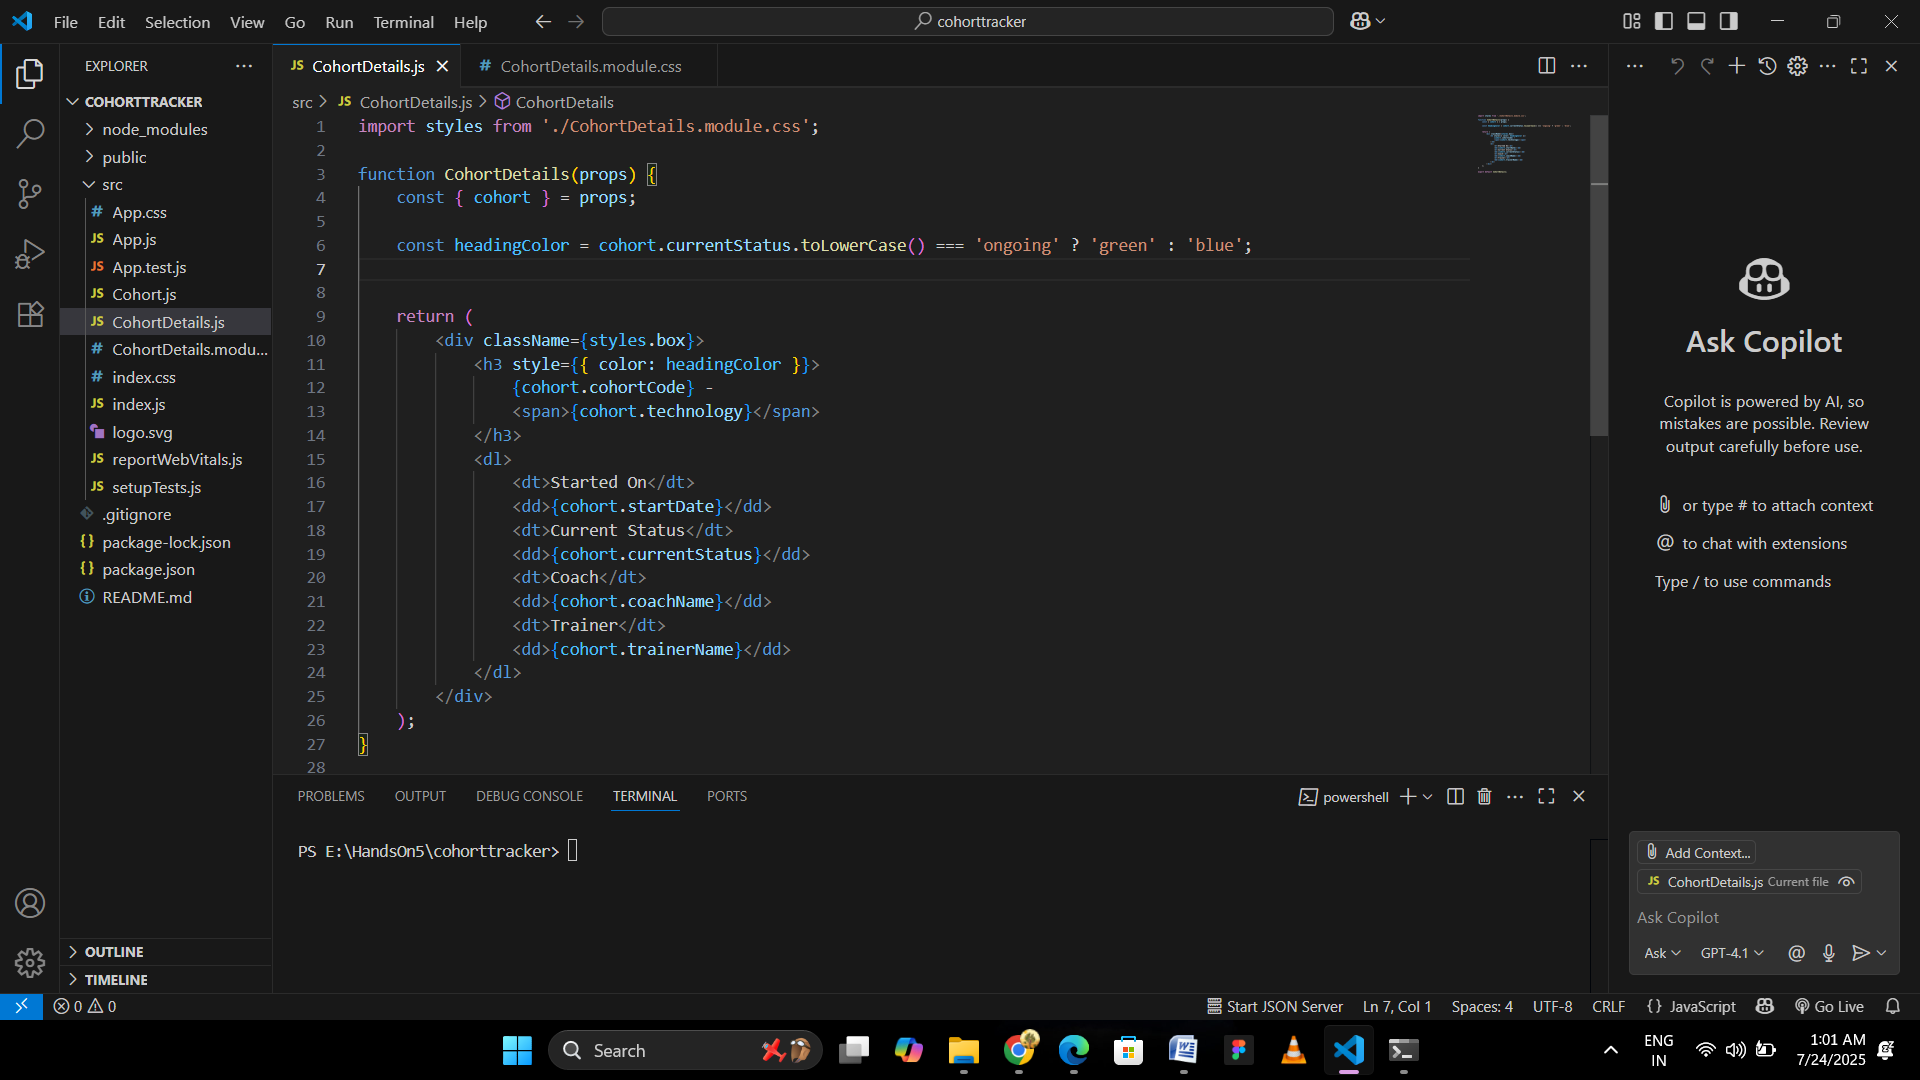 File Edit Selection View Go Run Terminal Help
cohorttracker
EXPLORER
COHORTTRACKER
node_modules
public
src
App.css
App.js
App.test.js
Cohort.js
CohortDetails.js
CohortDetails.modu...
index.css
index.js
logo.svg
reportWebVitals.js
setupTests.js
.gitignore
package-lock.json
package.json
README.md
OUTLINE
TIMELINE
JS CohortDetails.js
# CohortDetails.module.css
src > JS CohortDetails.js > CohortDetails
1 import styles from './CohortDetails.module.css';
2
3 function CohortDetails(props) {
4 const { cohort } = props;
5
6 const headingColor = cohort.currentStatus.toLowerCase() === 'ongoing' ? 'green' : 'blue';
7
8
9 return (
10 <div className={styles.box}>
11 <h3 style={{ color: headingColor }}>
12 {cohort.cohortCode} -
13 <span>{cohort.technology}</span>
14 </h3>
15 <dl>
16 <dt>Started On</dt>
17 <dd>{cohort.startDate}</dd>
18 <dt>Current Status</dt>
19 <dd>{cohort.currentStatus}</dd>
20 <dt>Coach</dt>
21 <dd>{cohort.coachName}</dd>
22 <dt>Trainer</dt>
23 <dd>{cohort.trainerName}</dd>
24 </dl>
25 </div>
26 );
27 }
28
PROBLEMS OUTPUT DEBUG CONSOLE TERMINAL PORTS
powershell
PS E:\HandsOn5\cohorttracker>
Ask Copilot
Copilot is powered by AI, so
mistakes are possible. Review
output carefully before use.
or type # to attach context
@ to chat with extensions
Type / to use commands
Add Context...
JS CohortDetails.js Current file
Ask Copilot
Ask GPT-4.1
0 0
Start JSON Server Ln 7, Col 1 Spaces: 4 UTF-8 CRLF {} JavaScript Go Live
Search
ENG
IN
1:01 AM
7/24/2025